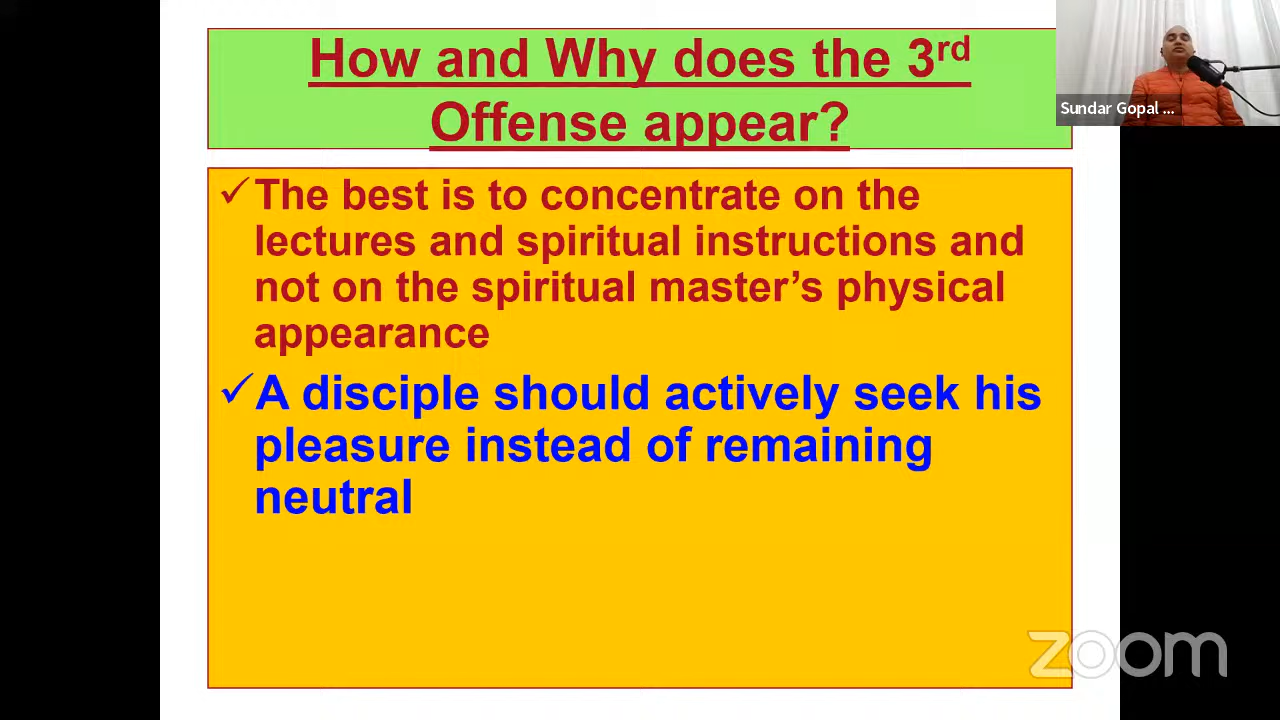 How and Why does the 3rd
Offense appear?
Sundar Gopal ...
✓The best is to concentrate on the
lectures and spiritual instructions and
not on the spiritual master’s physical
appearance
✓A disciple should actively seek his
pleasure instead of remaining
neutral
zoom